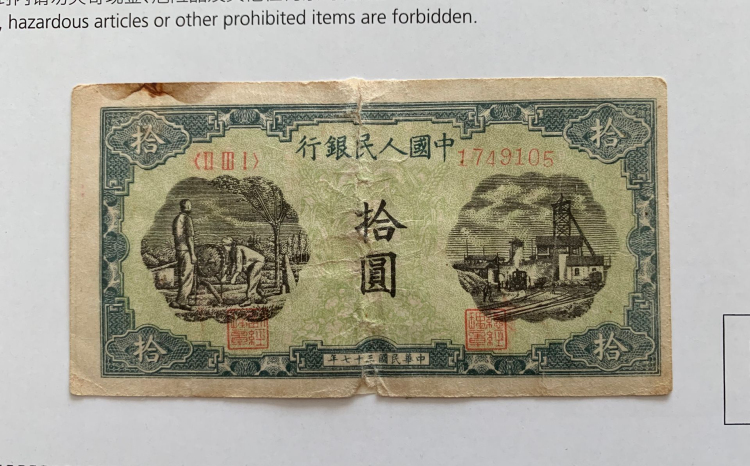 , hazardous articles or other prohibited items are forbidden.
拾 拾
行銀民人國中
〈II III I〉 1749105
拾
圓
拾 拾
年七十三國民華中